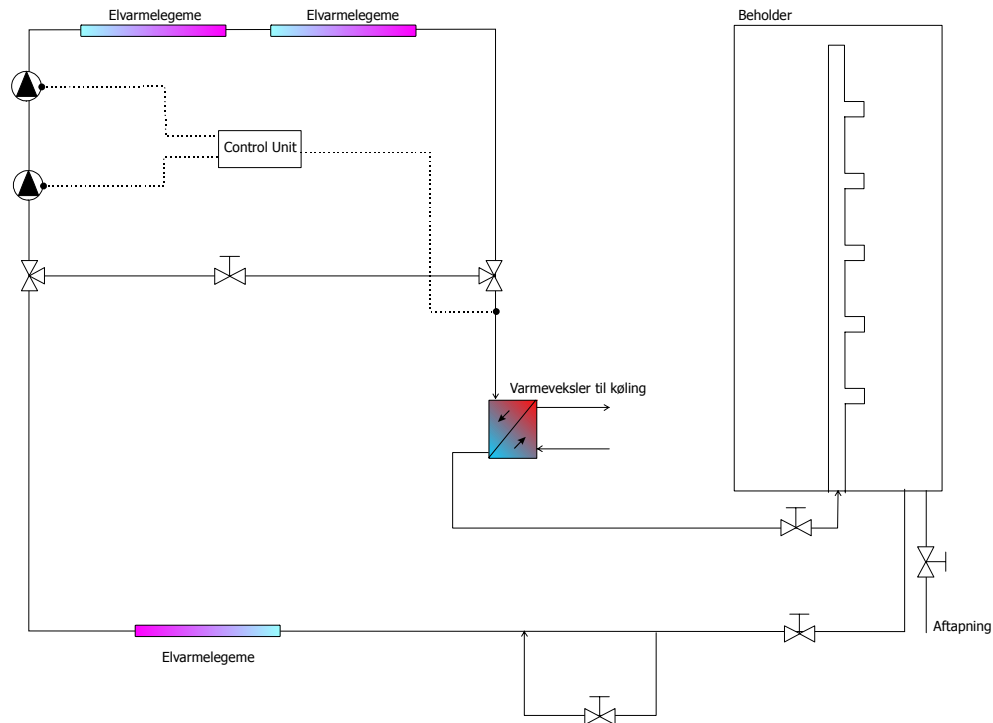 Elvarmelegeme
Elvarmelegeme
Beholder
Control Unit
Varmeveksler til køling
Aftapning
Elvarmelegeme